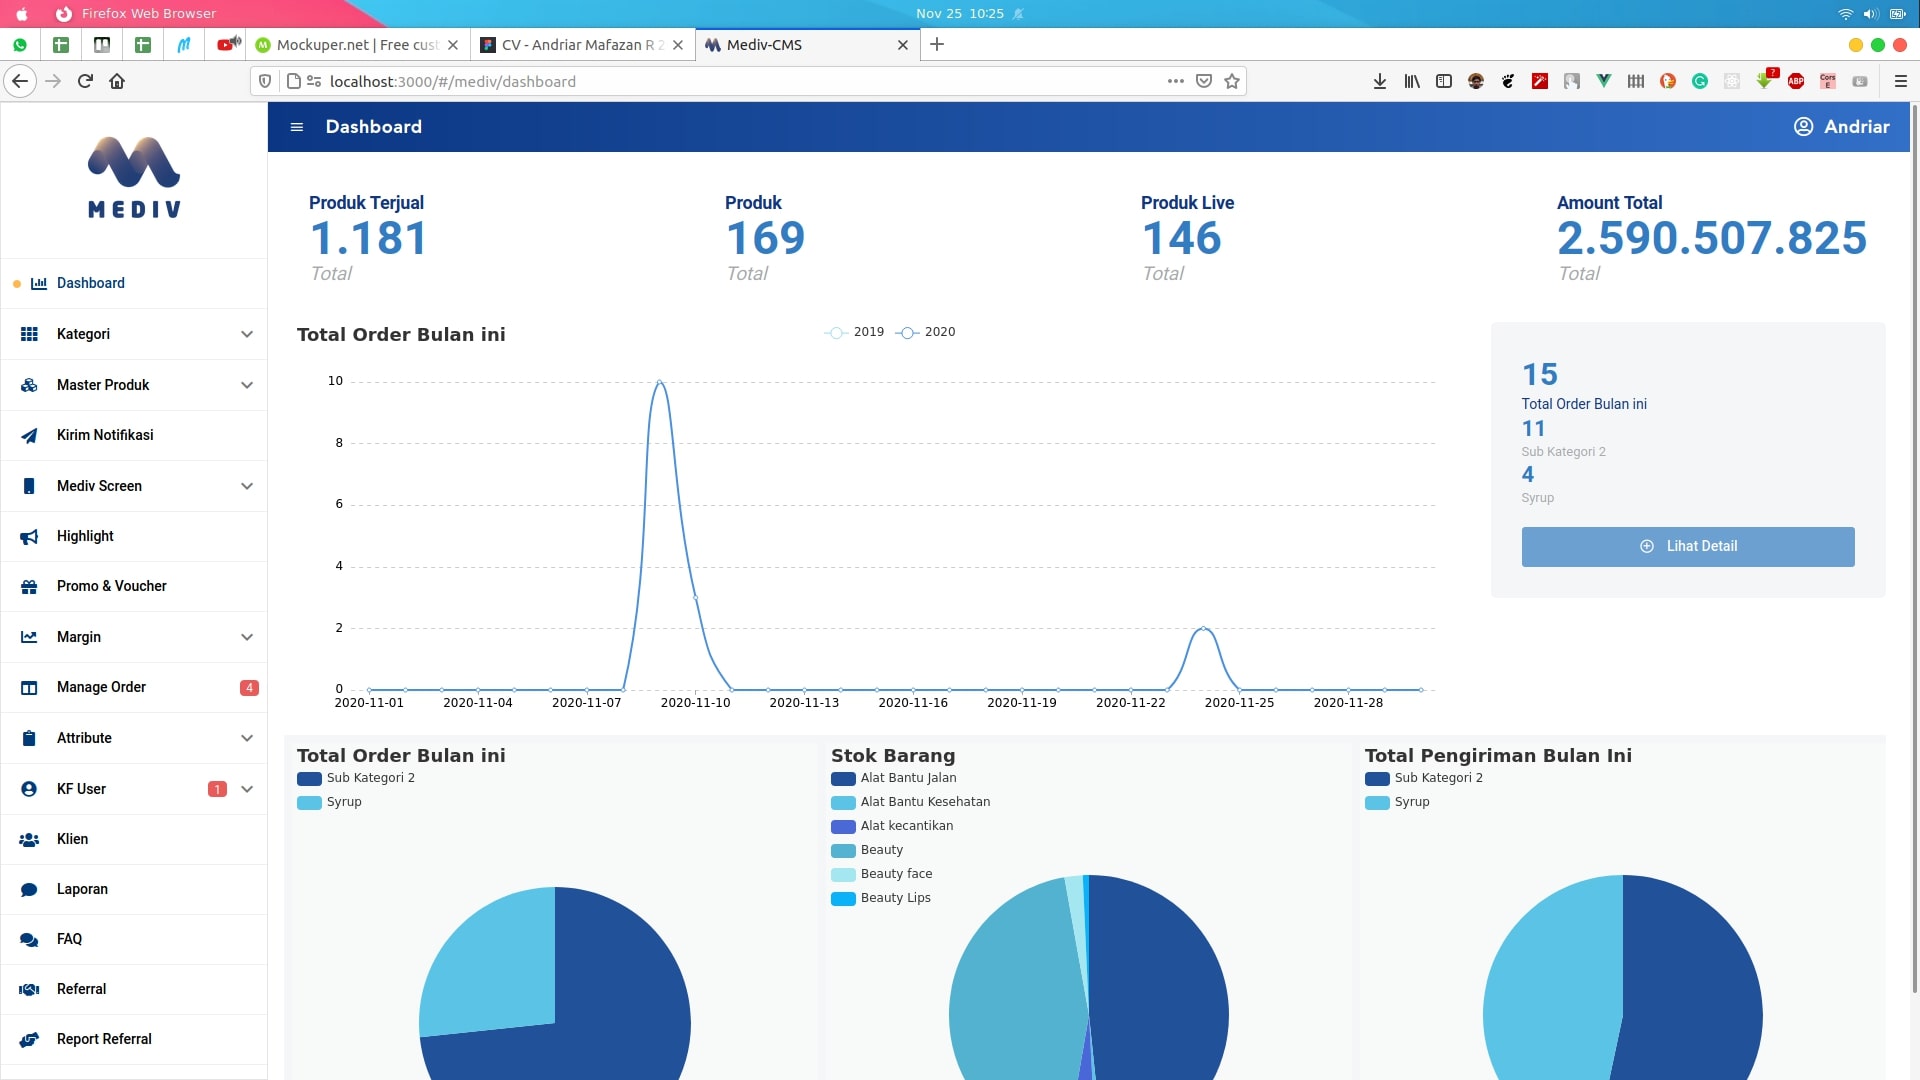 Firefox Web Browser
Nov 25 10:25
Mockuper.net | Free cust
CV - Andriar Mafazan R 2
Mediv-CMS
localhost:3000/#/mediv/dashboard
?
ABP
Cors
E
MEDIV
Dashboard
Andriar
Dashboard
Kategori
Master Produk
Kirim Notifikasi
Mediv Screen
Highlight
Promo & Voucher
Margin
Manage Order
4
Attribute
KF User
1
Klien
Laporan
FAQ
Referral
Report Referral
Produk Terjual
1.181
Total
Produk
169
Total
Produk Live
146
Total
Amount Total
2.590.507.825
Total
Total Order Bulan ini
2019
2020
10
8
6
4
2
0
2020-11-01
2020-11-04
2020-11-07
2020-11-10
2020-11-13
2020-11-16
2020-11-19
2020-11-22
2020-11-25
2020-11-28
15
Total Order Bulan ini
11
Sub Kategori 2
4
Syrup
Lihat Detail
Total Order Bulan ini
Sub Kategori 2
Syrup
Stok Barang
Alat Bantu Jalan
Alat Bantu Kesehatan
Alat kecantikan
Beauty
Beauty face
Beauty Lips
Total Pengiriman Bulan Ini
Sub Kategori 2
Syrup